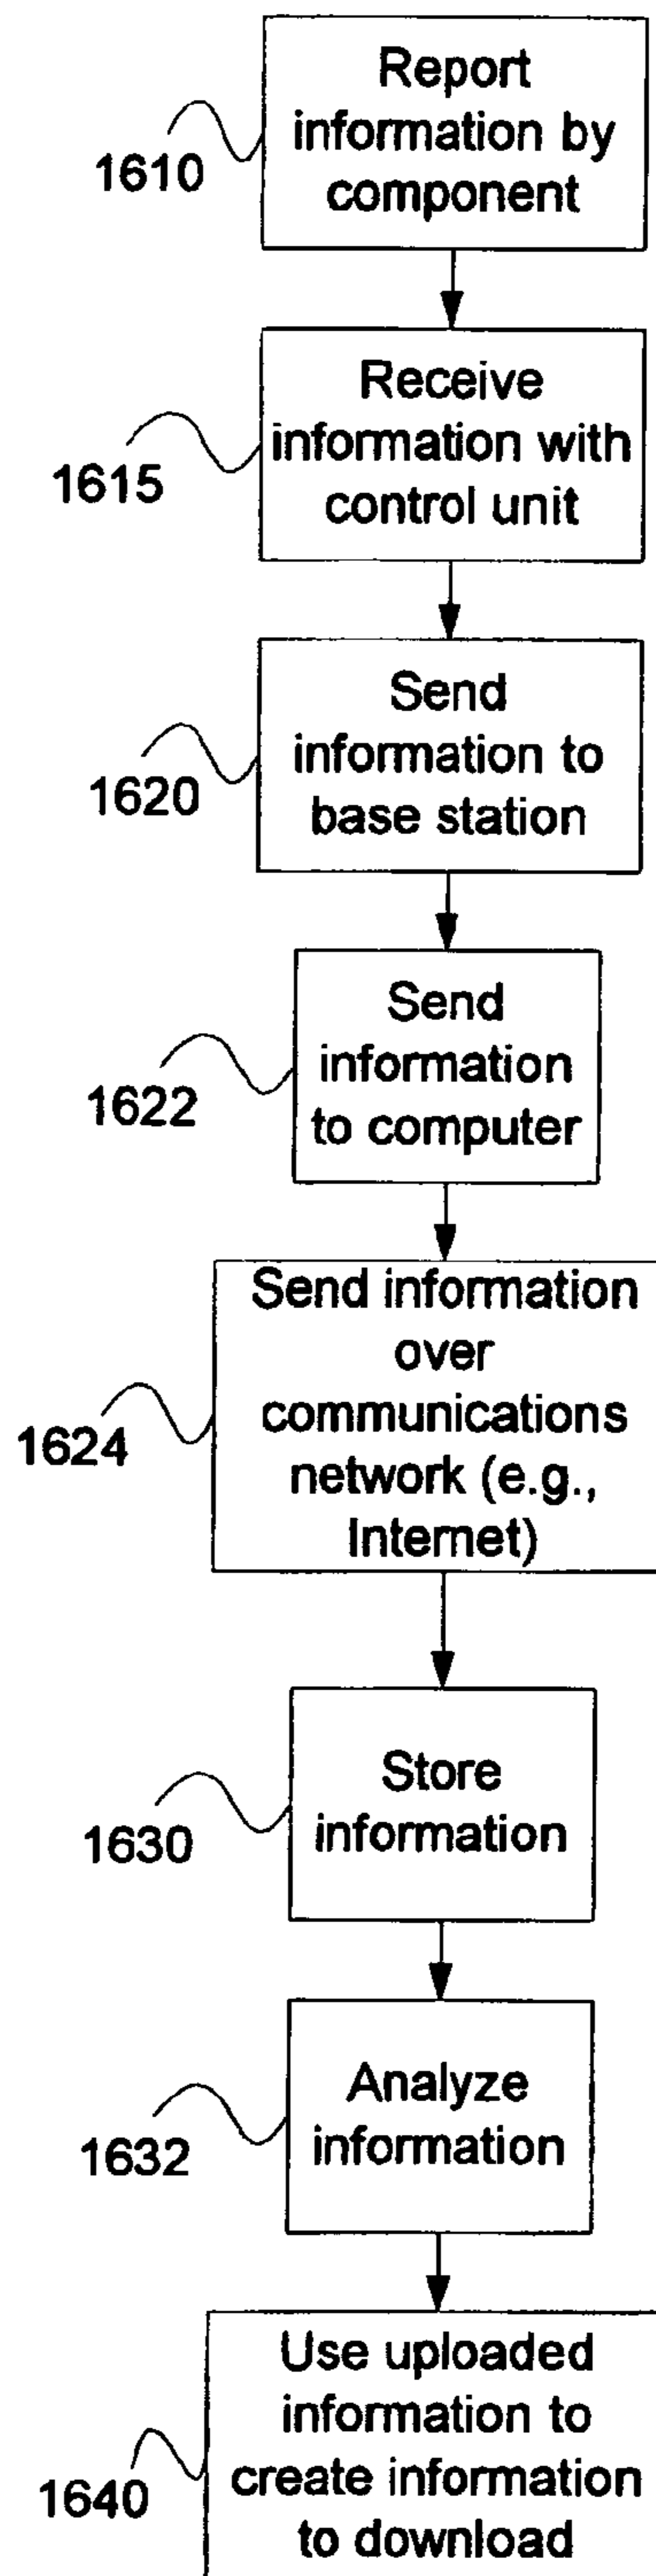 Report
information by
component
1610
Receive
information with
control unit
1615
Send
information to
base station
1620
Send
information
to computer
1622
Send information
over
communications
network (e.g.,
Internet)
1624
Store
information
1630
Analyze
information
1632
Use uploaded
information to
create information
to download
1640